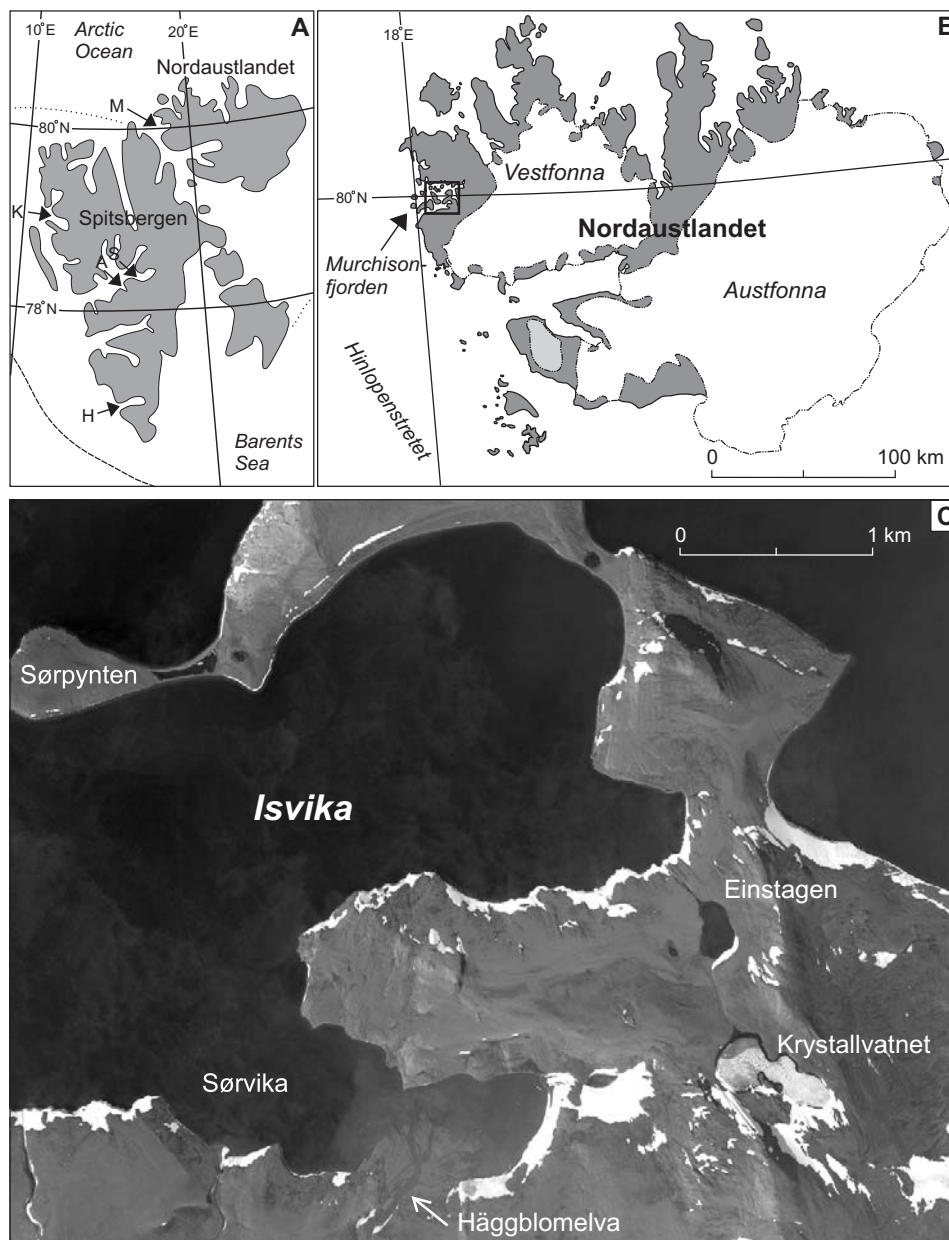 10°E
Arctic
Ocean
20°E
A
Nordaustlandet
M
80°N
K
Spitsbergen
S
A
78°N
H
Barents
Sea
18°E
B
Vestfonna
80°N
Nordaustlandet
Murchison-
fjorden
Austfonna
Hinlopenstretet
0 100 km
C
0 1 km
Sørpynten
Isvika
Einstagen
Krystallvatnet
Sørvika
Häggblomelva